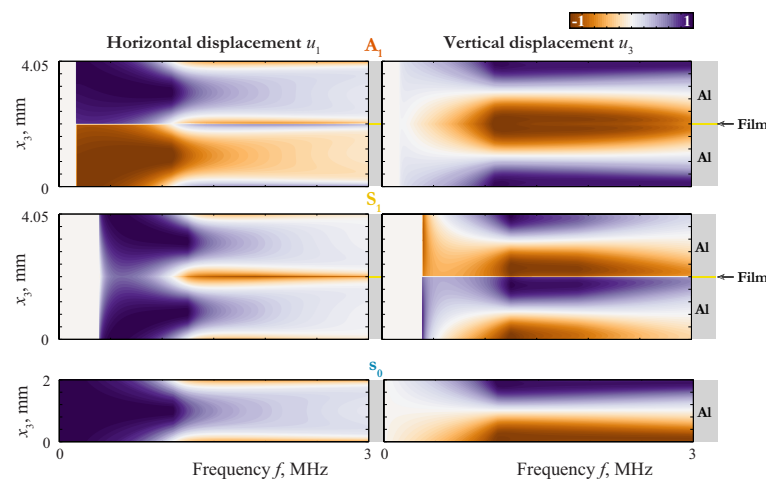 -1 1
Horizontal displacement u₁ A₁ Vertical displacement u₃
4.05
x₃, mm
0
Al
Film
Al
S₁
4.05
x₃, mm
0
Al
Film
Al
s₀
2
x₃, mm
0
Al
0 3 0 3
Frequency f, MHz Frequency f, MHz